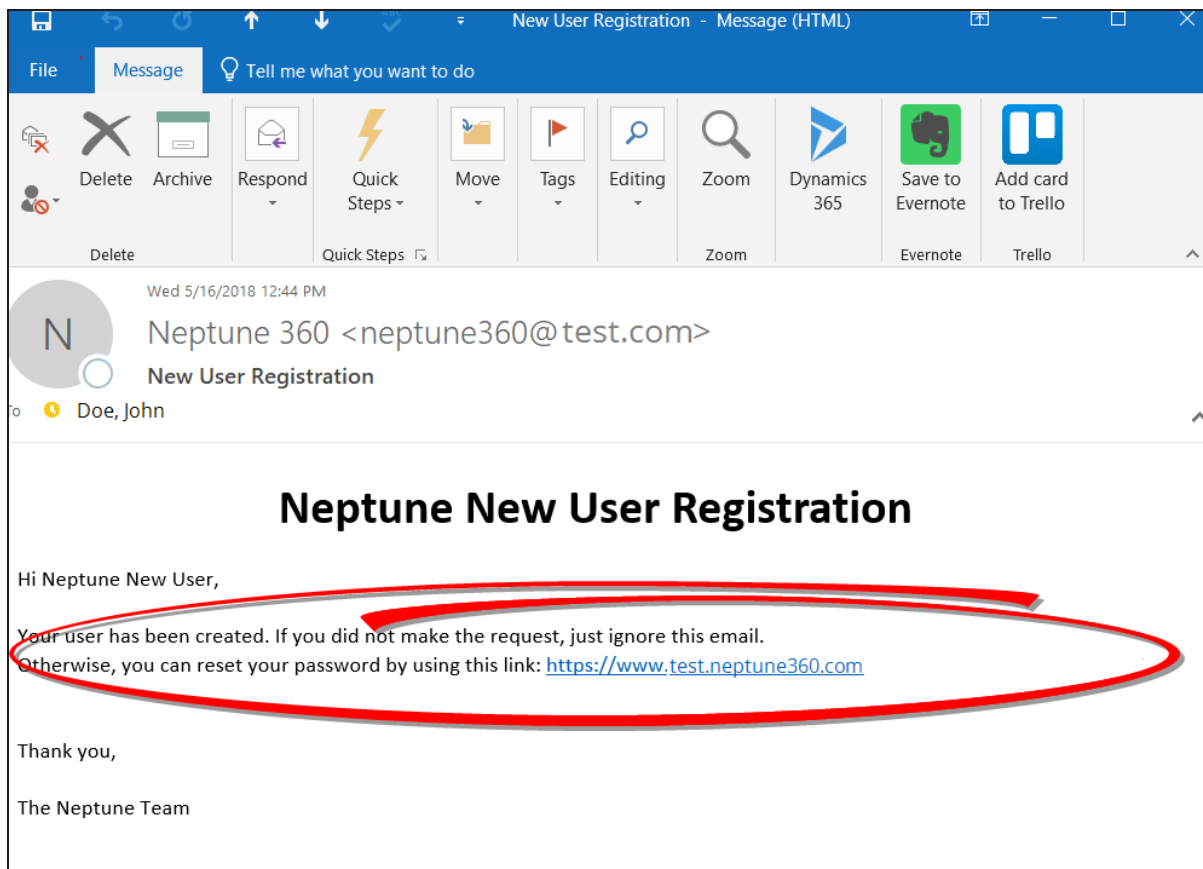 ABC
New User Registration - Message (HTML)
File Message Tell me what you want to do
Delete Archive Respond Quick Steps Move Tags Editing Zoom Dynamics 365 Save to Evernote Add card to Trello
Delete Quick Steps Zoom Evernote Trello
Wed 5/16/2018 12:44 PM
N
Neptune 360 <neptune360@test.com>
New User Registration
To Doe, John
Neptune New User Registration
Hi Neptune New User,
Your user has been created. If you did not make the request, just ignore this email.
Otherwise, you can reset your password by using this link: https://www.test.neptune360.com
Thank you,
The Neptune Team